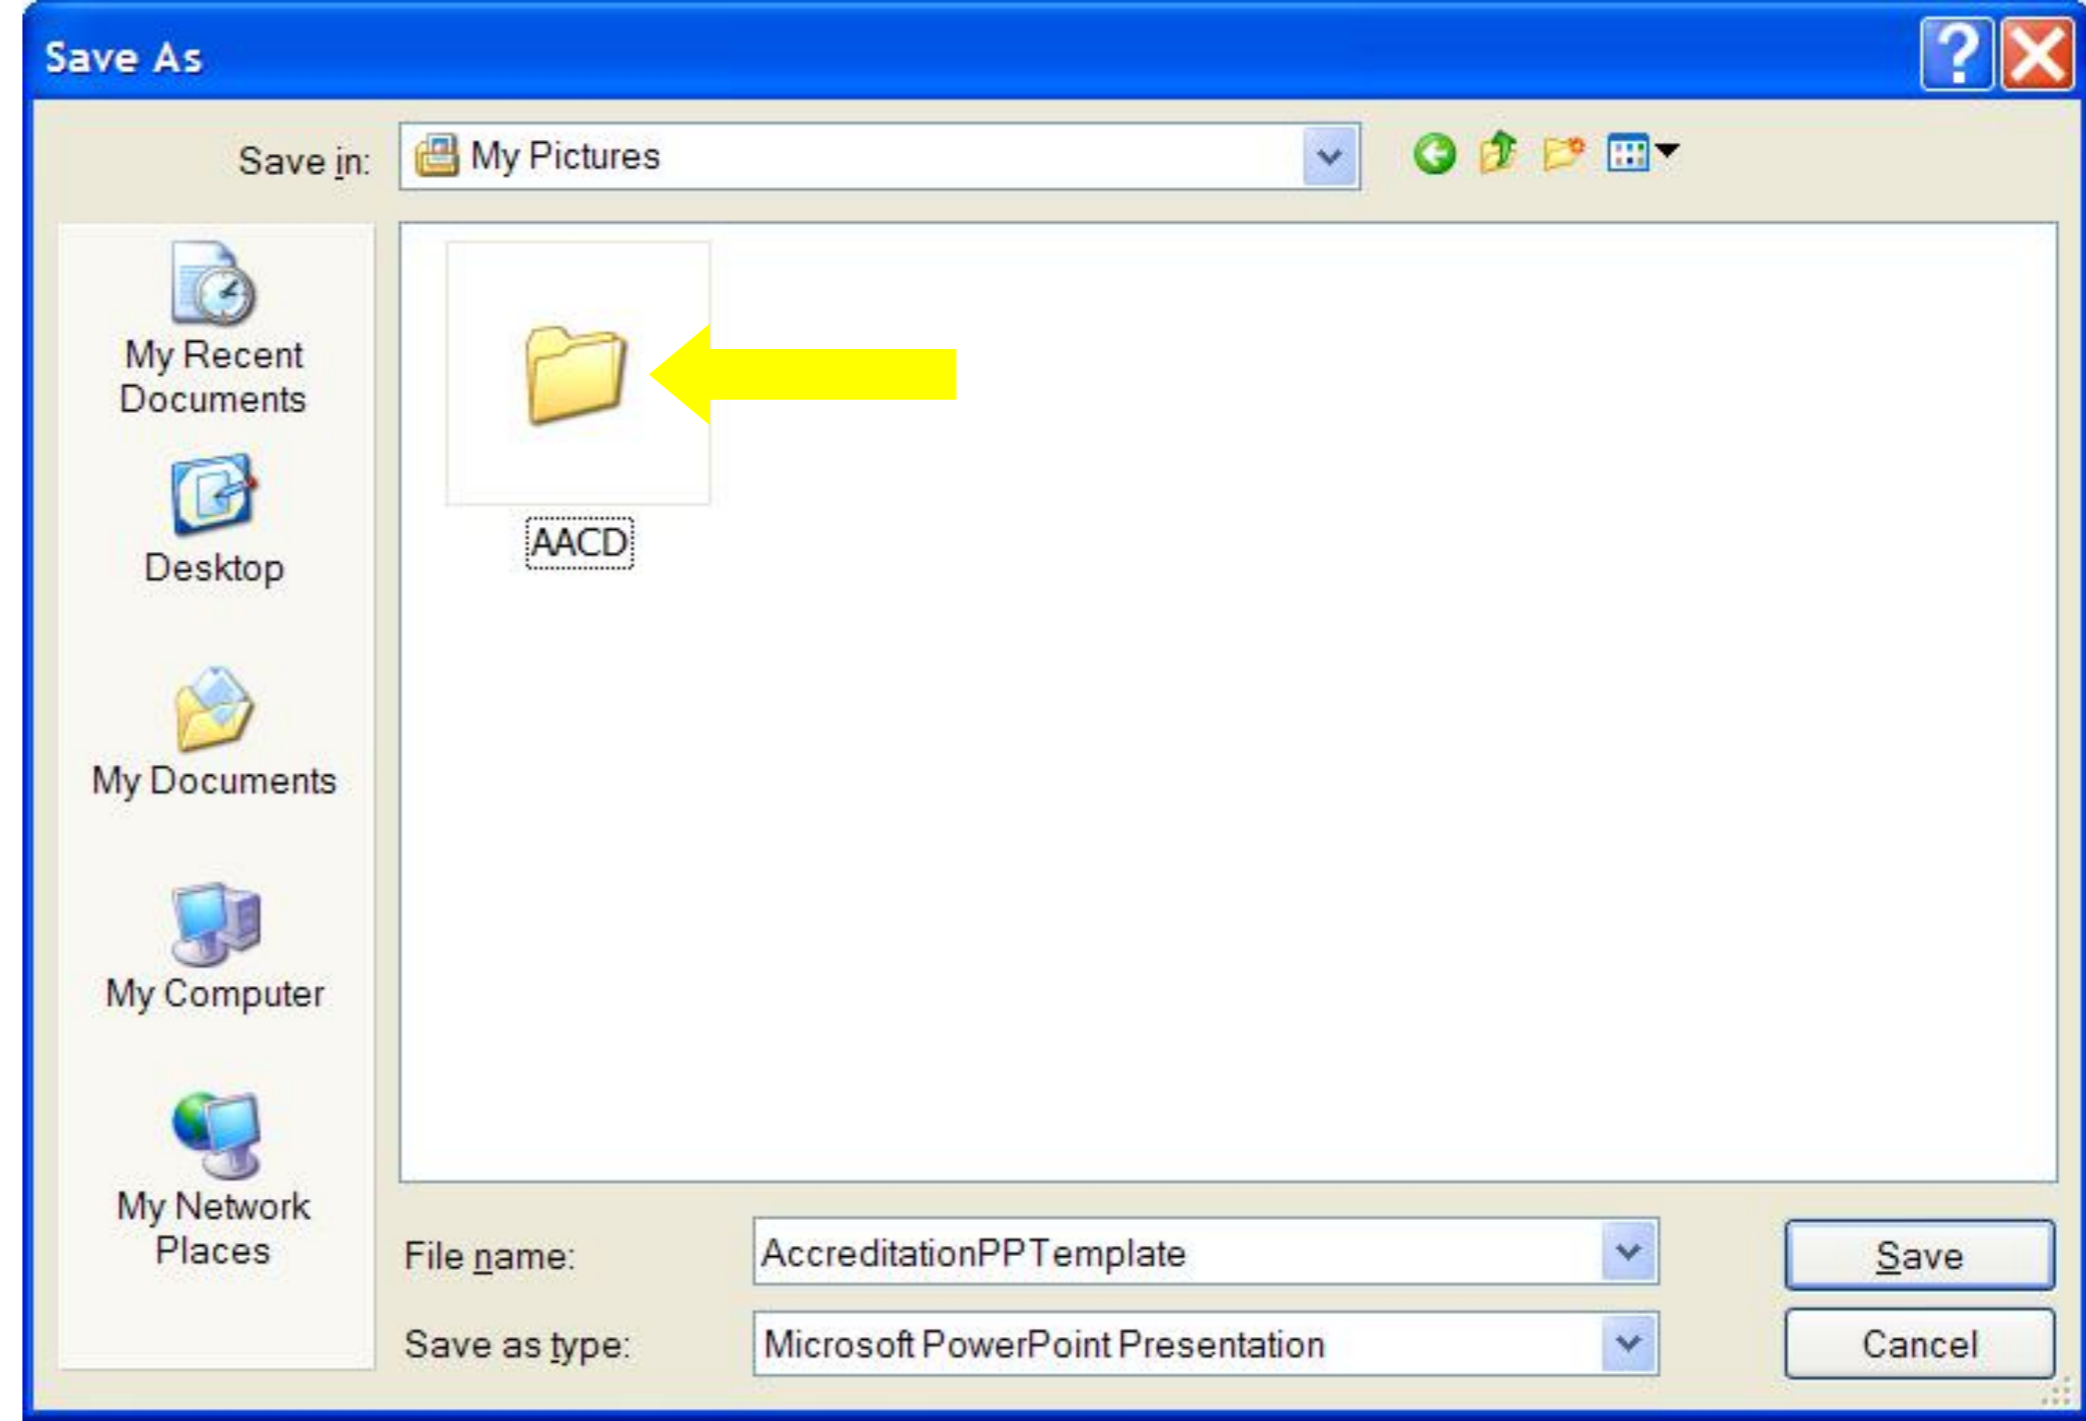 Save As
Save in: My Pictures
My Recent
Documents
Desktop
My Documents
My Computer
My Network
Places
AACD
File name: AccreditationPPTemplate
Save as type: Microsoft PowerPoint Presentation
Save
Cancel